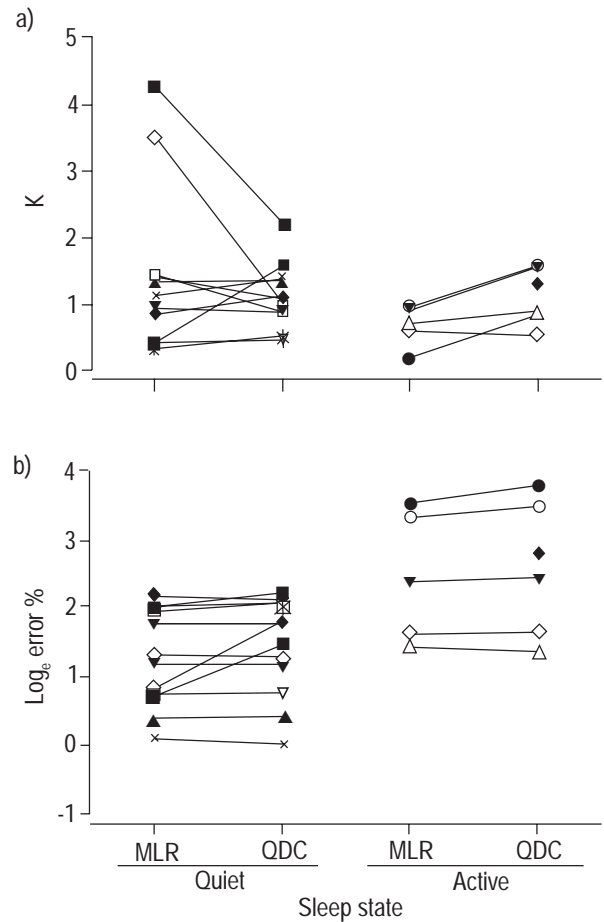 a)
5
4
3
2
1
0
K
b)
4
3
2
1
0
-1
Logₑ error %
MLR QDC MLR QDC
Quiet Active
Sleep state